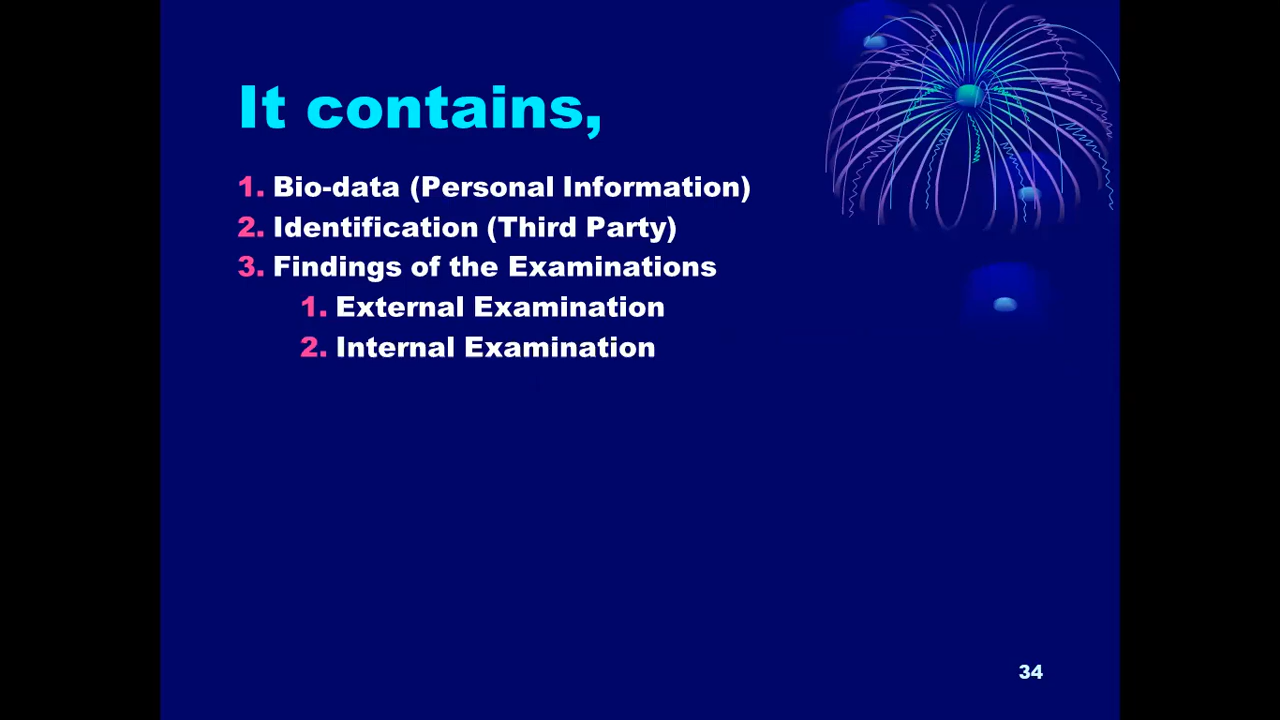 It contains,
1. Bio-data (Personal Information)
2. Identification (Third Party)
3. Findings of the Examinations
1. External Examination
2. Internal Examination
34